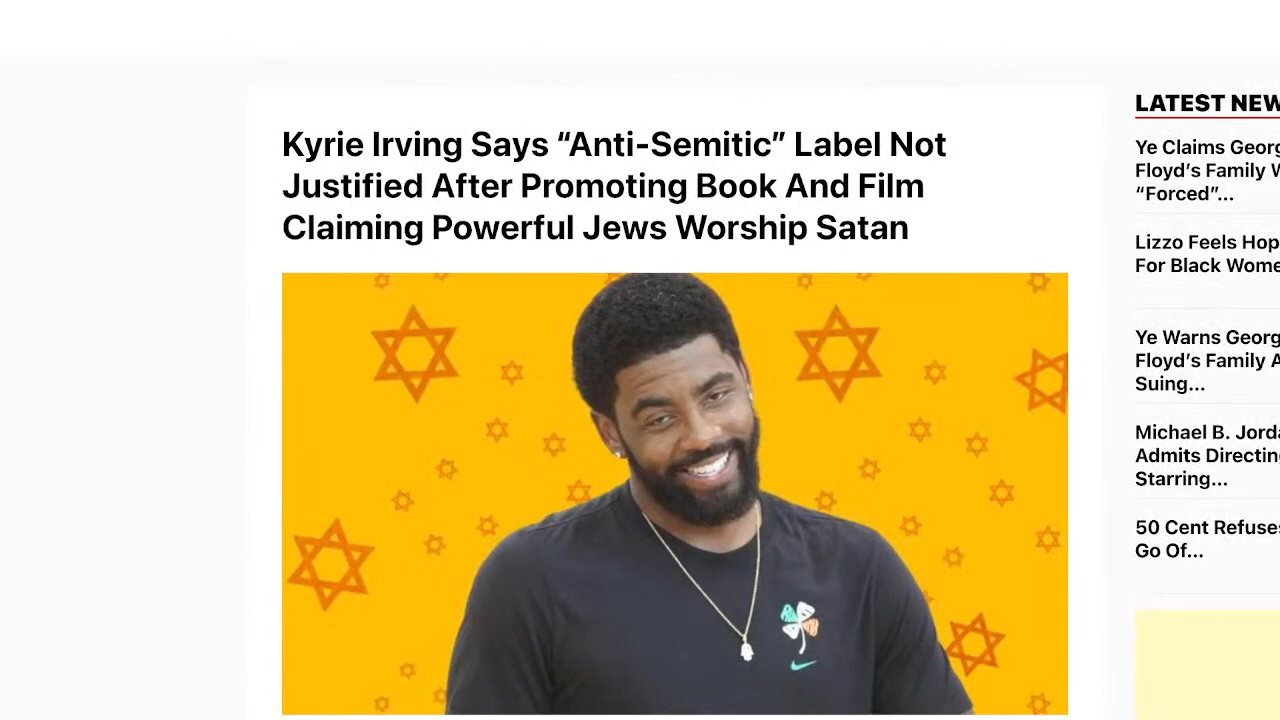 Kyrie Irving Says “Anti-Semitic” Label Not
Justified After Promoting Book And Film
Claiming Powerful Jews Worship Satan
LATEST NEW
Ye Claims Georg
Floyd’s Family W
“Forced”...
Lizzo Feels Hop
For Black Wome
Ye Warns Georg
Floyd’s Family A
Suing...
Michael B. Jorda
Admits Directin
Starring...
50 Cent Refuses
Go Of...